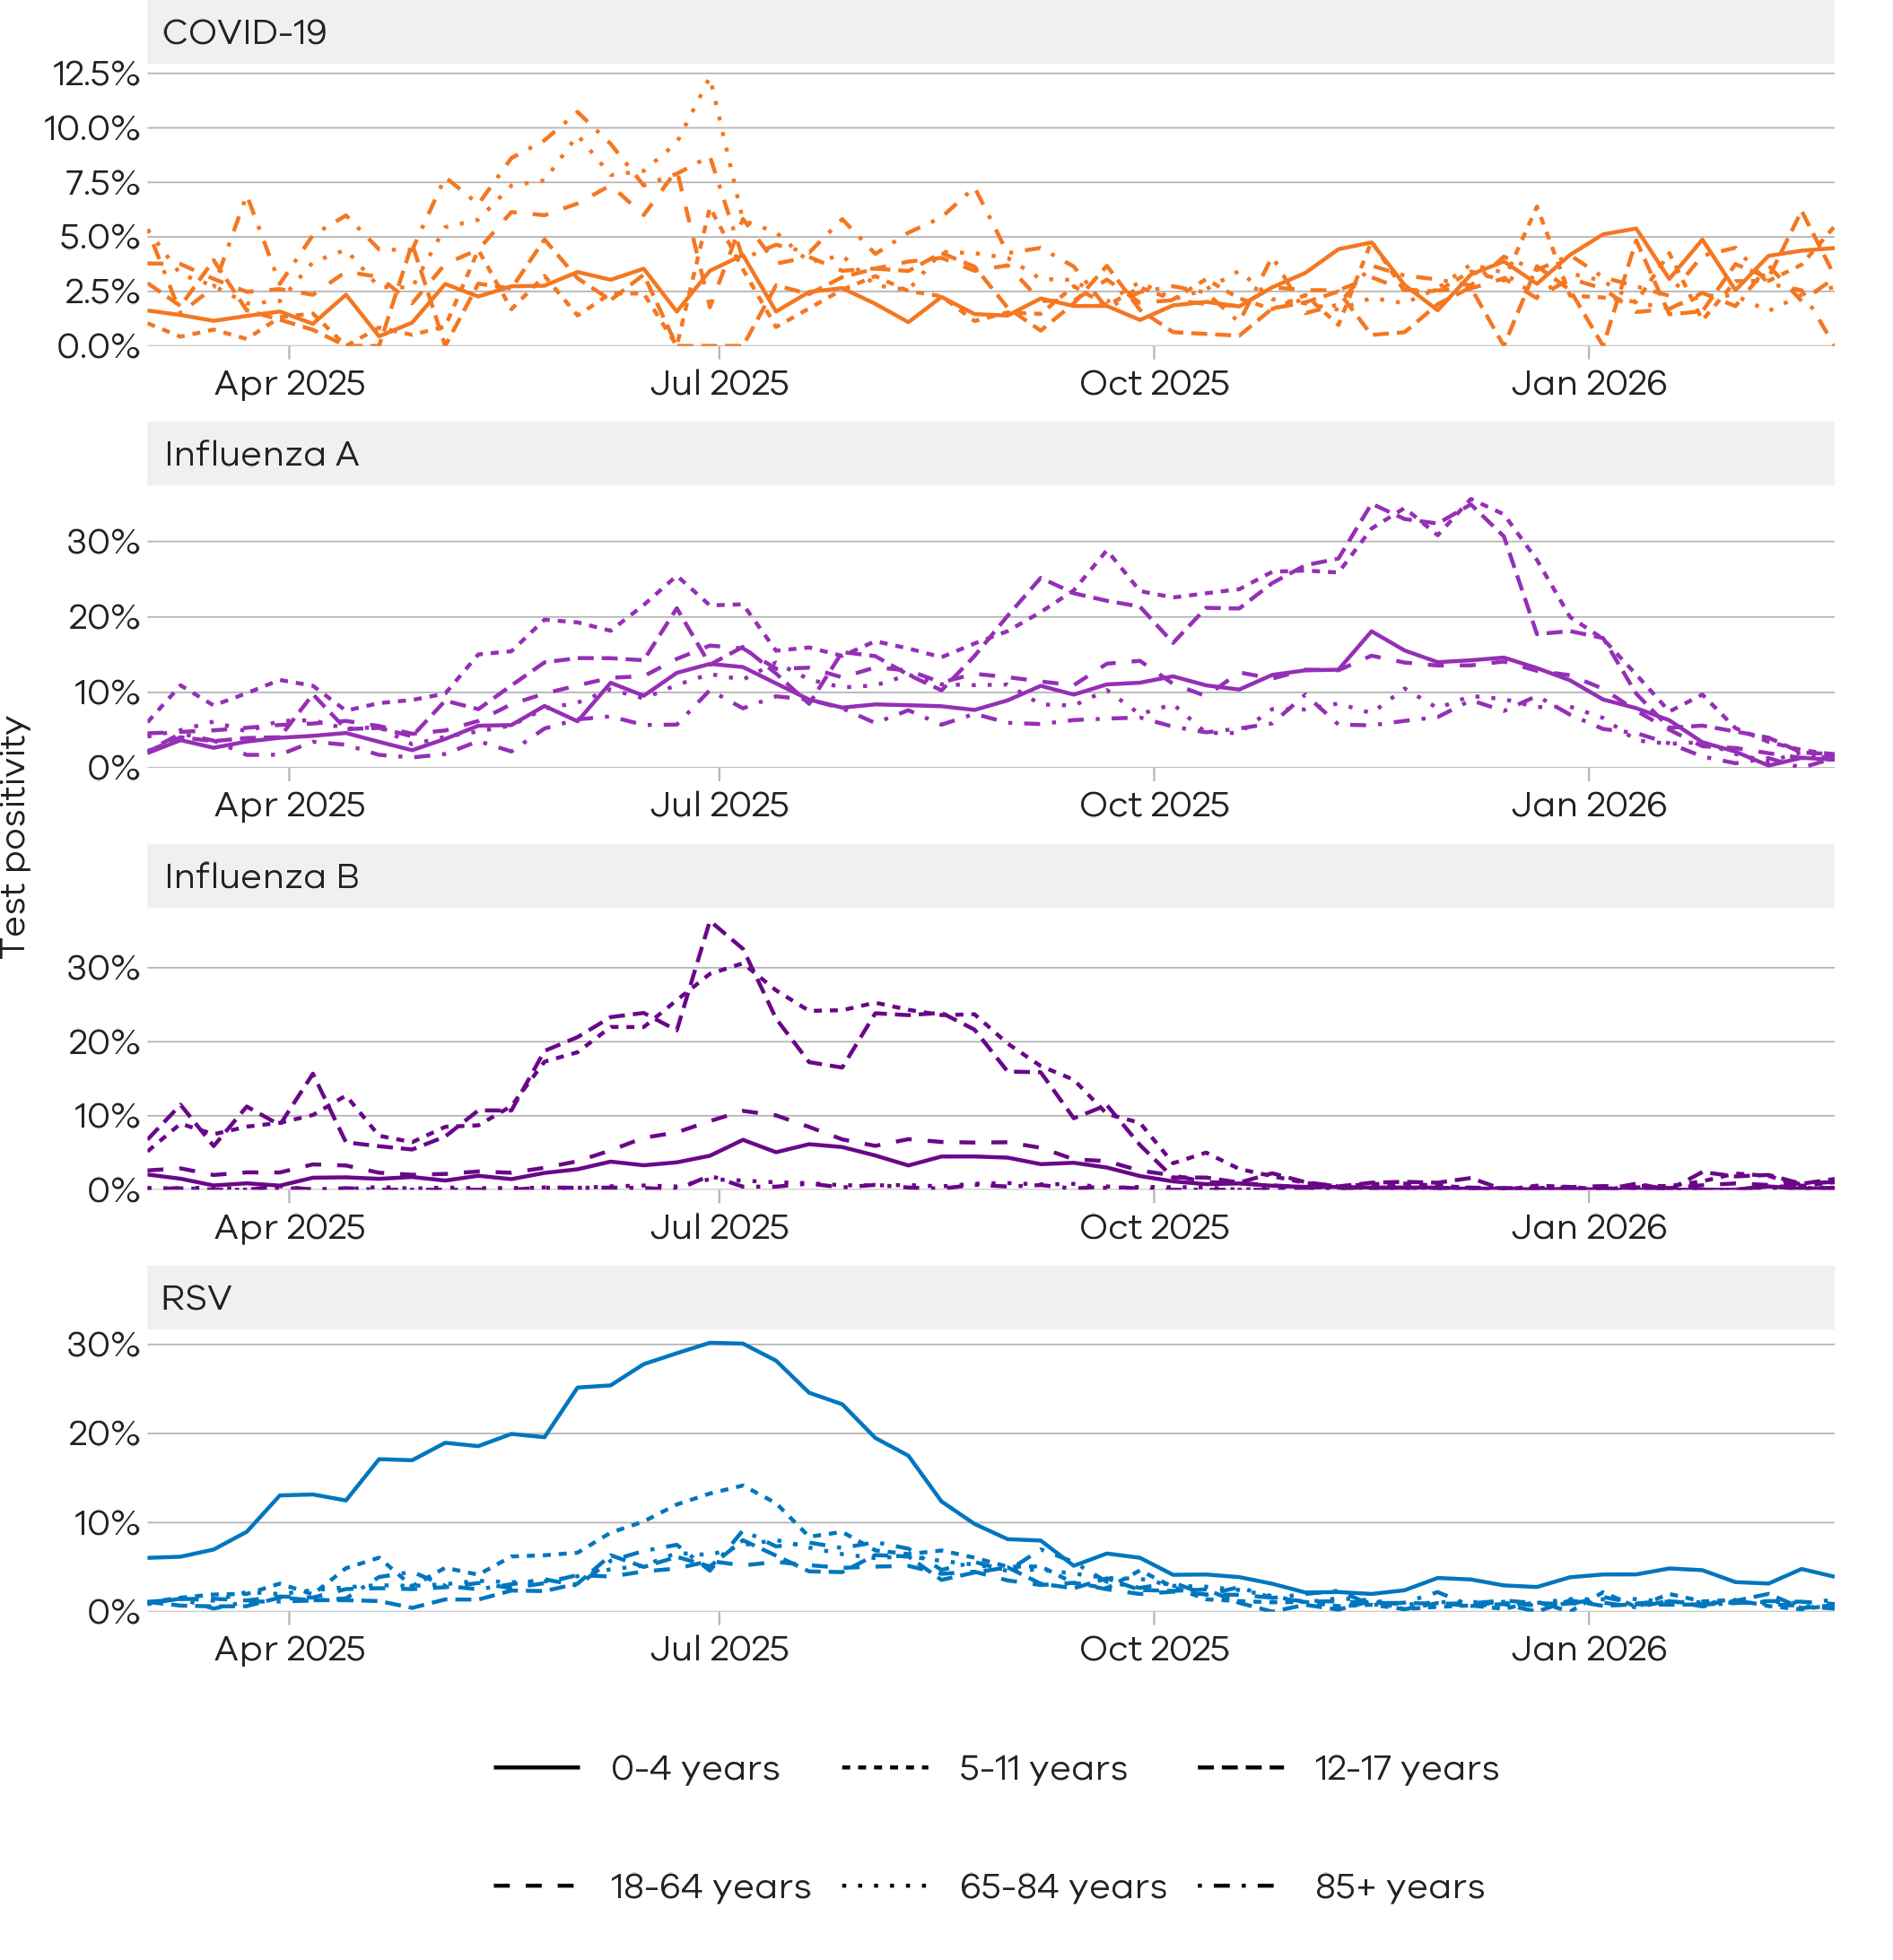 COVID-19
12.5%
10.0%
7.5%
5.0%
2.5%
0.0%
Apr 2025 Jul 2025 Oct 2025 Jan 2026
Influenza A
30%
20%
10%
0%
Apr 2025 Jul 2025 Oct 2025 Jan 2026
Test positivity
Influenza B
30%
20%
10%
0%
Apr 2025 Jul 2025 Oct 2025 Jan 2026
RSV
30%
20%
10%
0%
Apr 2025 Jul 2025 Oct 2025 Jan 2026
0-4 years 5-11 years 12-17 years
18-64 years 65-84 years 85+ years